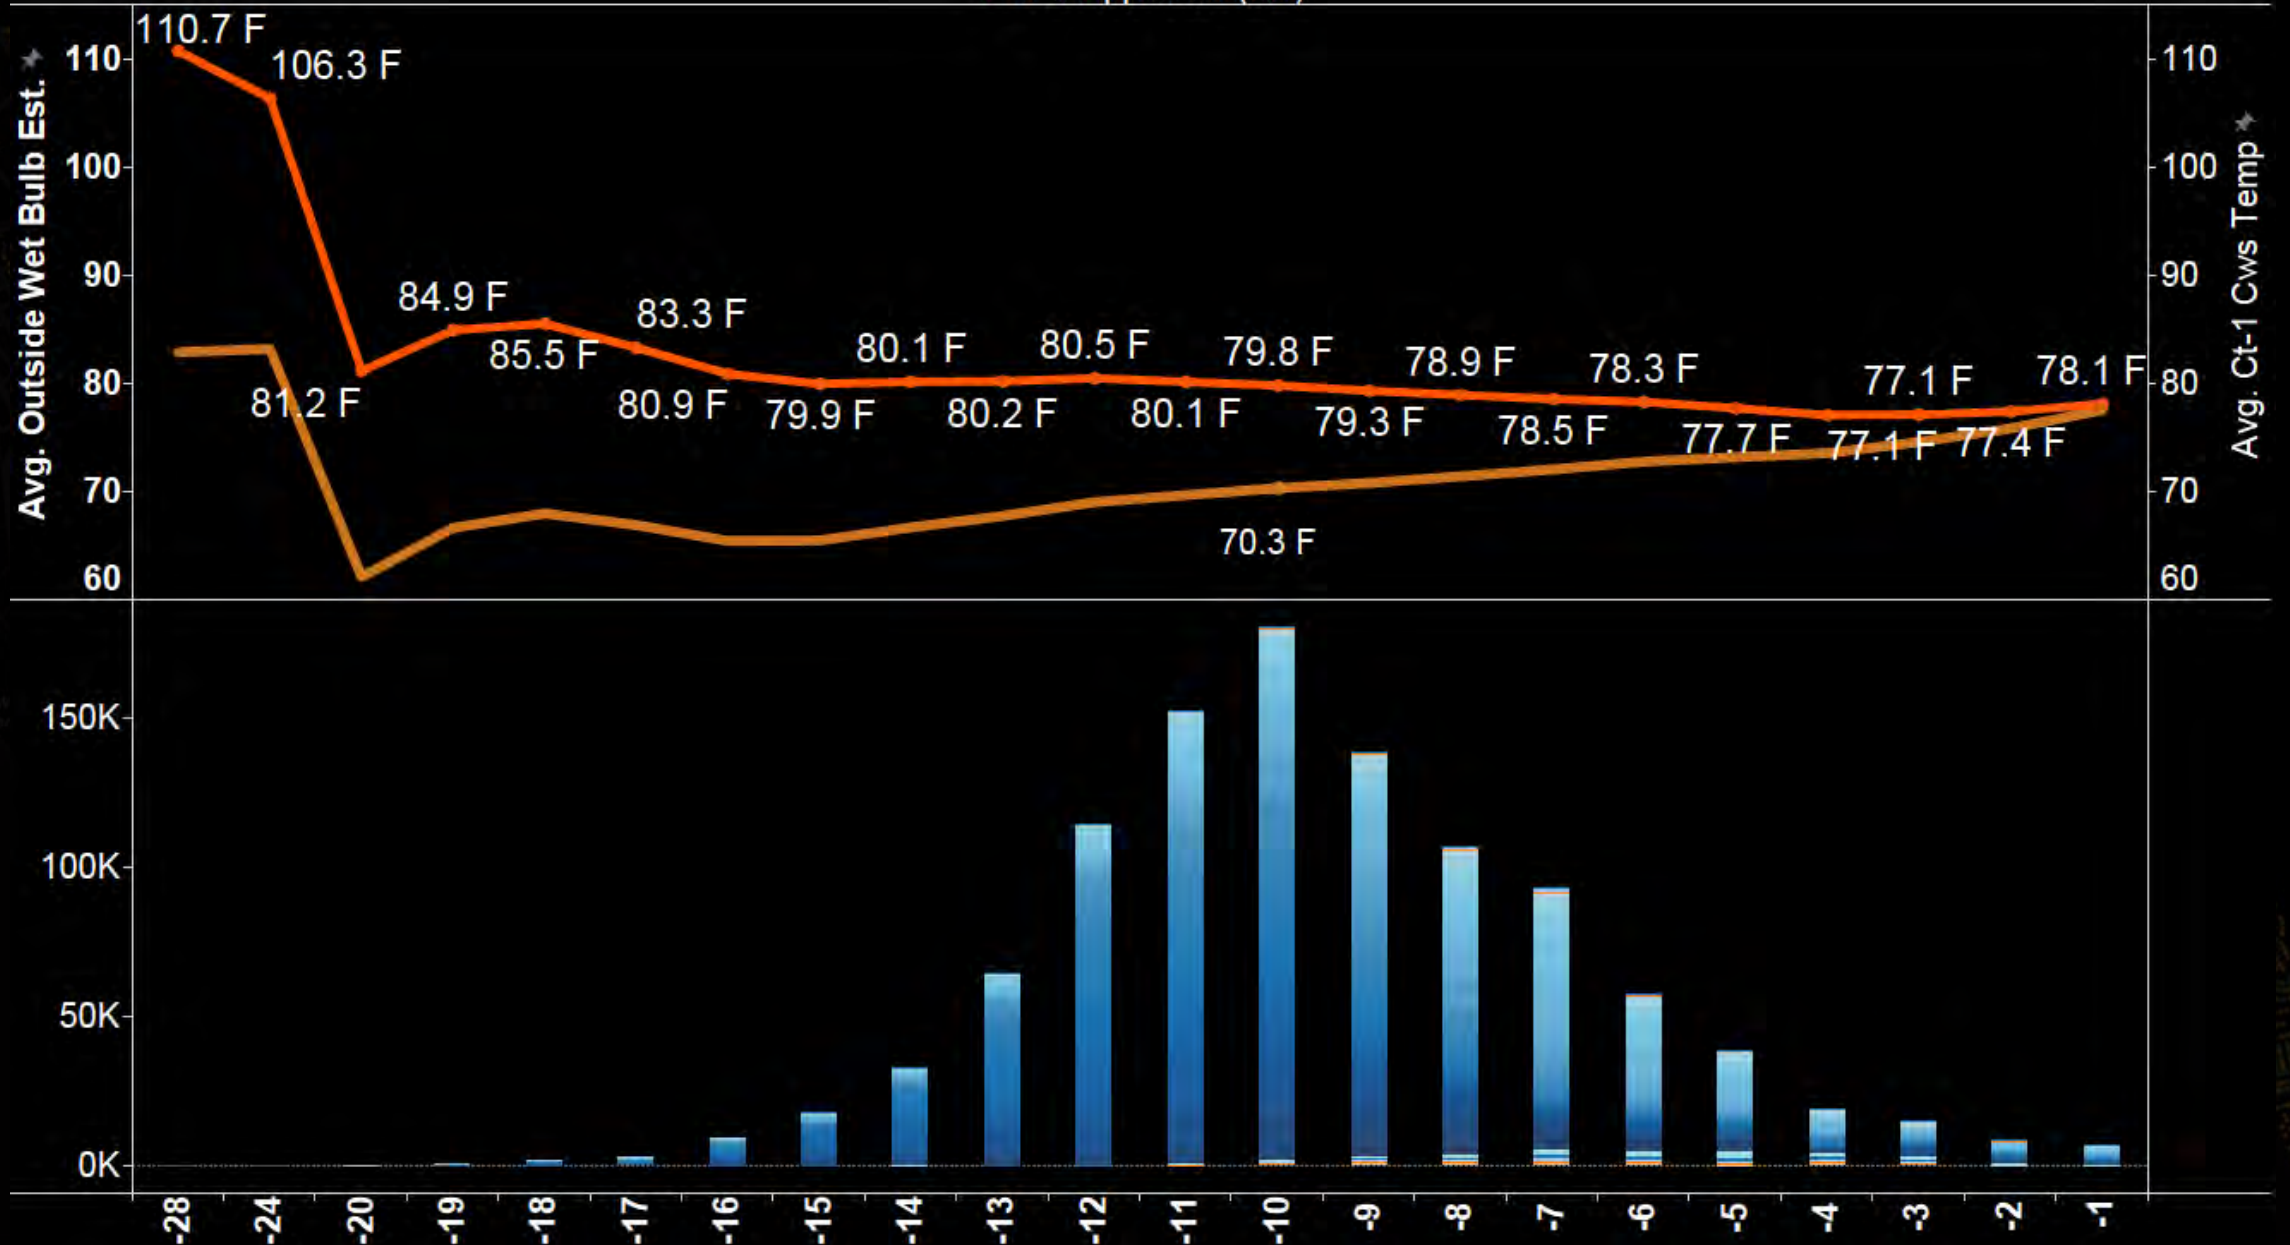 110.7 F
106.3 F
81.2 F
84.9 F
85.5 F
83.3 F
80.9 F
79.9 F
80.1 F
80.2 F
80.5 F
80.1 F
79.8 F
79.3 F
78.9 F
78.5 F
78.3 F
77.7 F
77.1 F
77.1 F
77.4 F
78.1 F
70.3 F
Avg. Outside Wet Bulb Est.
110
100
90
80
70
60
110
100
90
80
70
60
Avg. Ct-1 Cws Temp
150K
100K
50K
0K
-28 -24 -20 -19 -18 -17 -16 -15 -14 -13 -12 -11 -10 -9 -8 -7 -6 -5 -4 -3 -2 -1